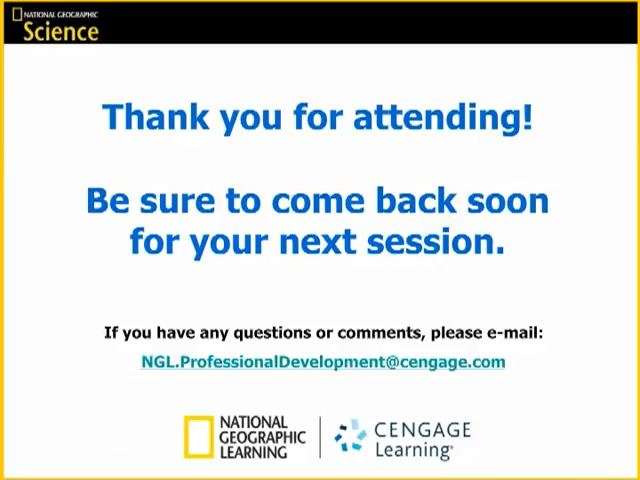 NATIONAL GEOGRAPHIC
Science
Thank you for attending!
Be sure to come back soon
for your next session.
If you have any questions or comments, please e-mail:
NGL.ProfessionalDevelopment@cengage.com
NATIONAL
GEOGRAPHIC
LEARNING
CENGAGE
Learning®